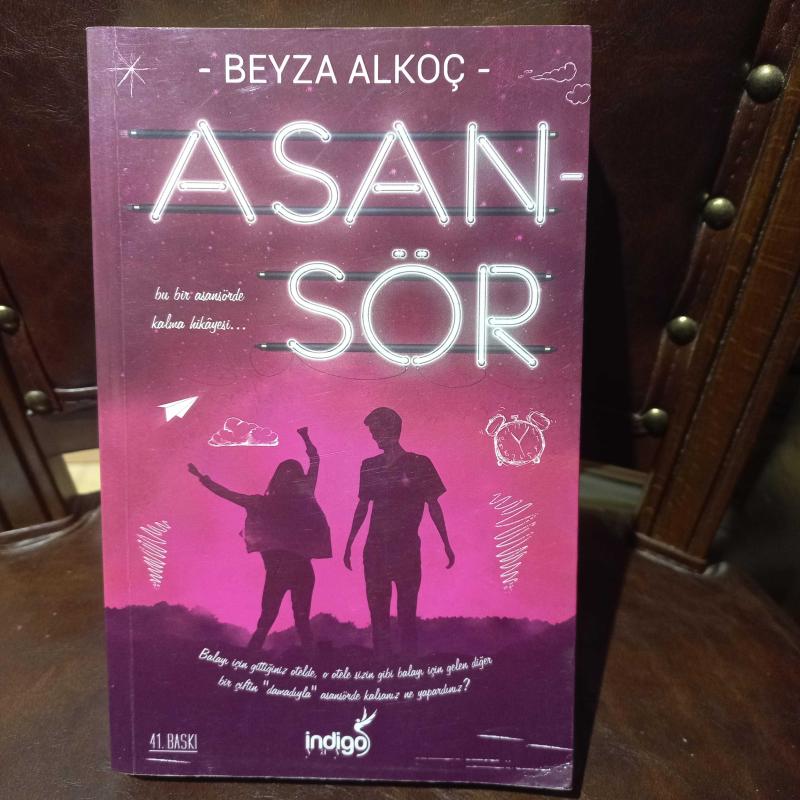 - BEYZA ALKOÇ -
ASAN-
SÖR
bu bir asansörde
kalma hikâyesi...
Balayı için gittiğiniz otelde, o otele sizin gibi balayı için gelen diğer
bir çiftin "damadıyla" asansörde kalsanız ne yapardınız?
41. BASKI
indigo